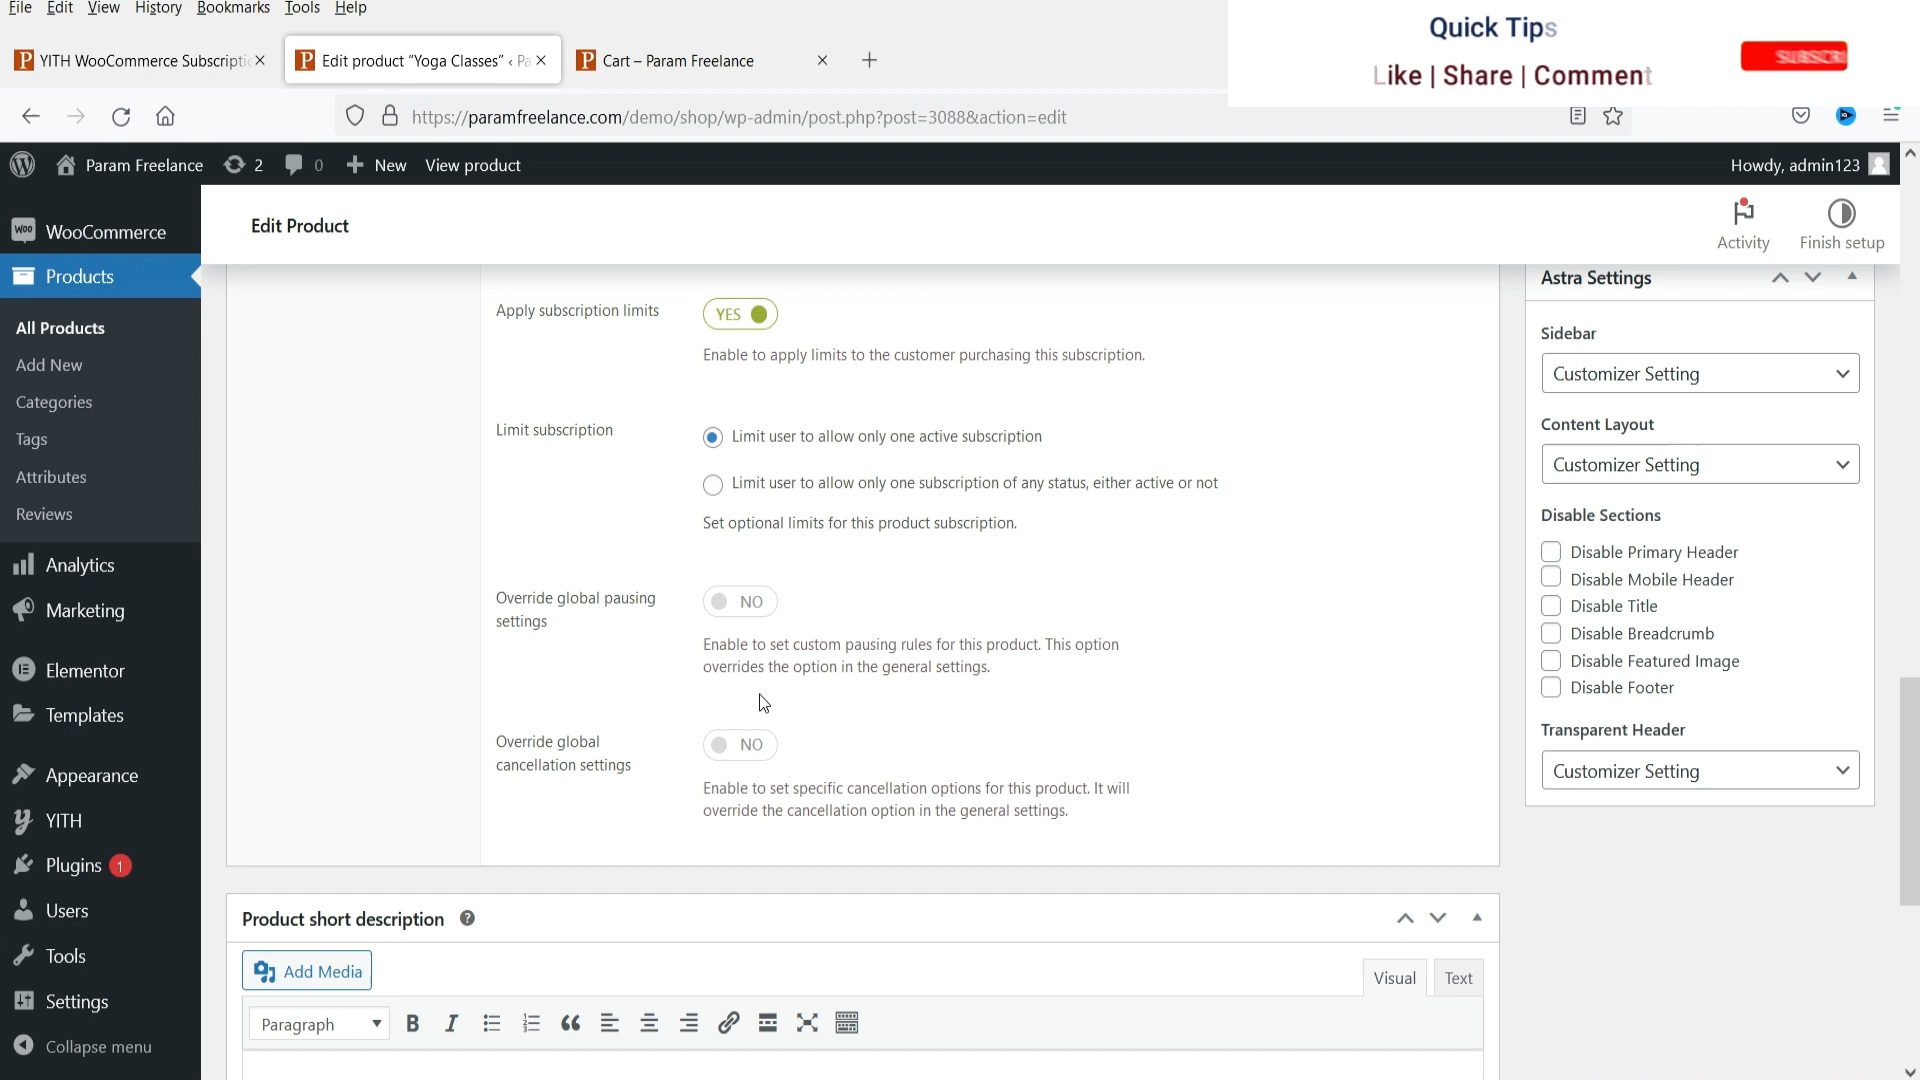 File Edit View History Bookmarks Tools Help
Quick Tips
Like | Share | Comment
YITH WooCommerce Subscripti
Edit product “Yoga Classes” ‹ Pa
Cart – Param Freelance
https://paramfreelance.com/demo/shop/wp-admin/post.php?post=3088&action=edit
Param Freelance 2 0 New View product
Howdy, admin123
WooCommerce
Products
All Products
Add New
Categories
Tags
Attributes
Reviews
Analytics
Marketing
Elementor
Templates
Appearance
YITH
Plugins 1
Users
Tools
Settings
Collapse menu
Edit Product
Activity
Finish setup
Apply subscription limits
YES
Enable to apply limits to the customer purchasing this subscription.
Limit subscription
Limit user to allow only one active subscription
Limit user to allow only one subscription of any status, either active or not
Set optional limits for this product subscription.
Override global pausing
settings
NO
Enable to set custom pausing rules for this product. This option
overrides the option in the general settings.
Override global
cancellation settings
NO
Enable to set specific cancellation options for this product. It will
override the cancellation option in the general settings.
Product short description
Add Media
Visual
Text
Paragraph
Astra Settings
Sidebar
Customizer Setting
Content Layout
Customizer Setting
Disable Sections
Disable Primary Header
Disable Mobile Header
Disable Title
Disable Breadcrumb
Disable Featured Image
Disable Footer
Transparent Header
Customizer Setting